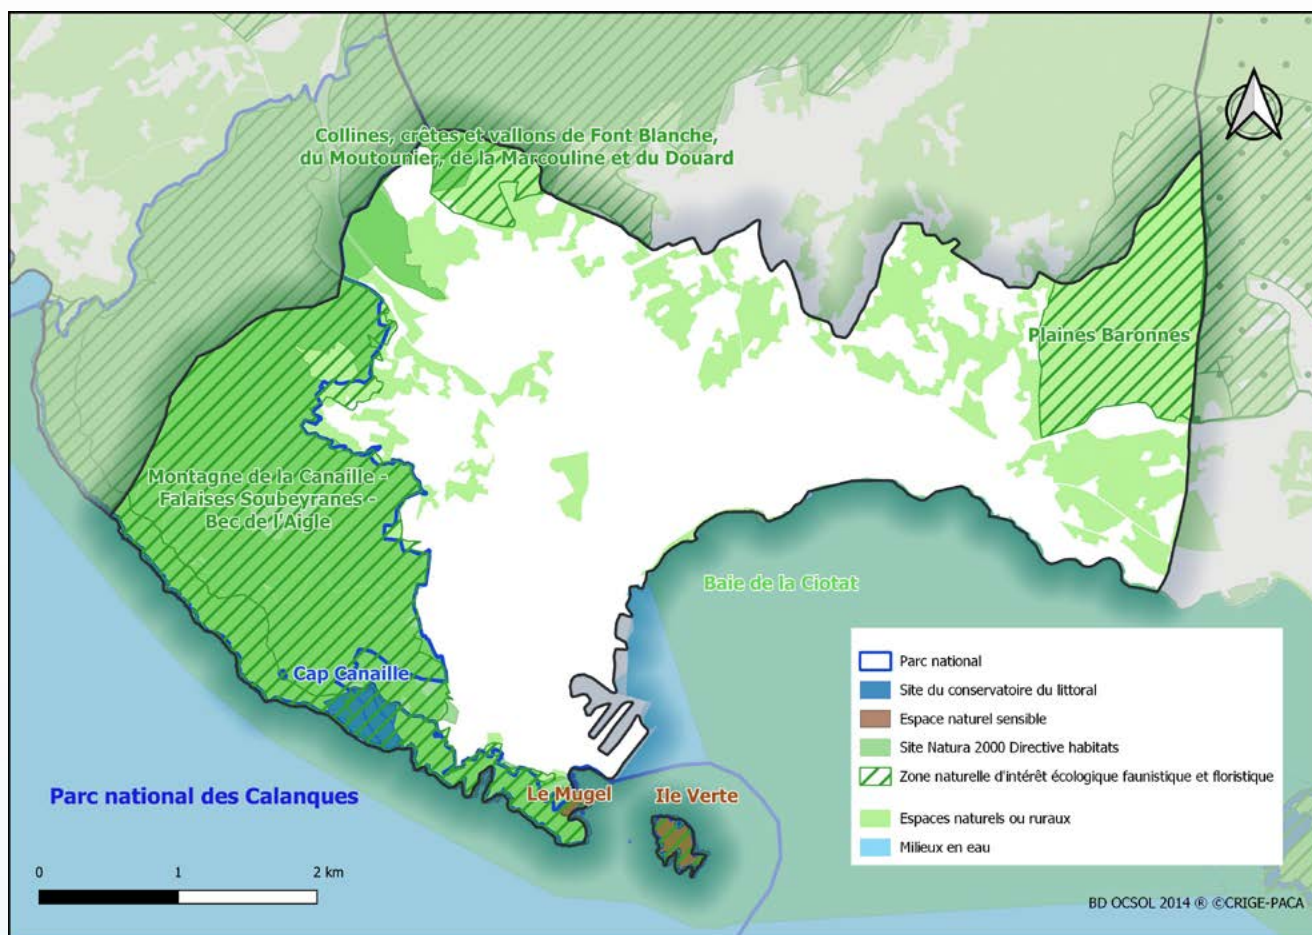 Collines, crêtes et vallons de Font Blanche,
du Moutounier, de la Marcouline et du Douard
Plaines Baronnes
Montagne de la Canaille -
Falaises Soubeyranes -
Bec de l'Aigle
Baie de la Ciotat
Cap Canaille
Parc national des Calanques
Le Mugel
Ile Verte
Parc national
Site du conservatoire du littoral
Espace naturel sensible
Site Natura 2000 Directive habitats
Zone naturelle d'intérêt écologique faunistique et floristique
Espaces naturels ou ruraux
Milieux en eau
0 1 2 km
BD OCSOL 2014 ® ©CRIGE-PACA